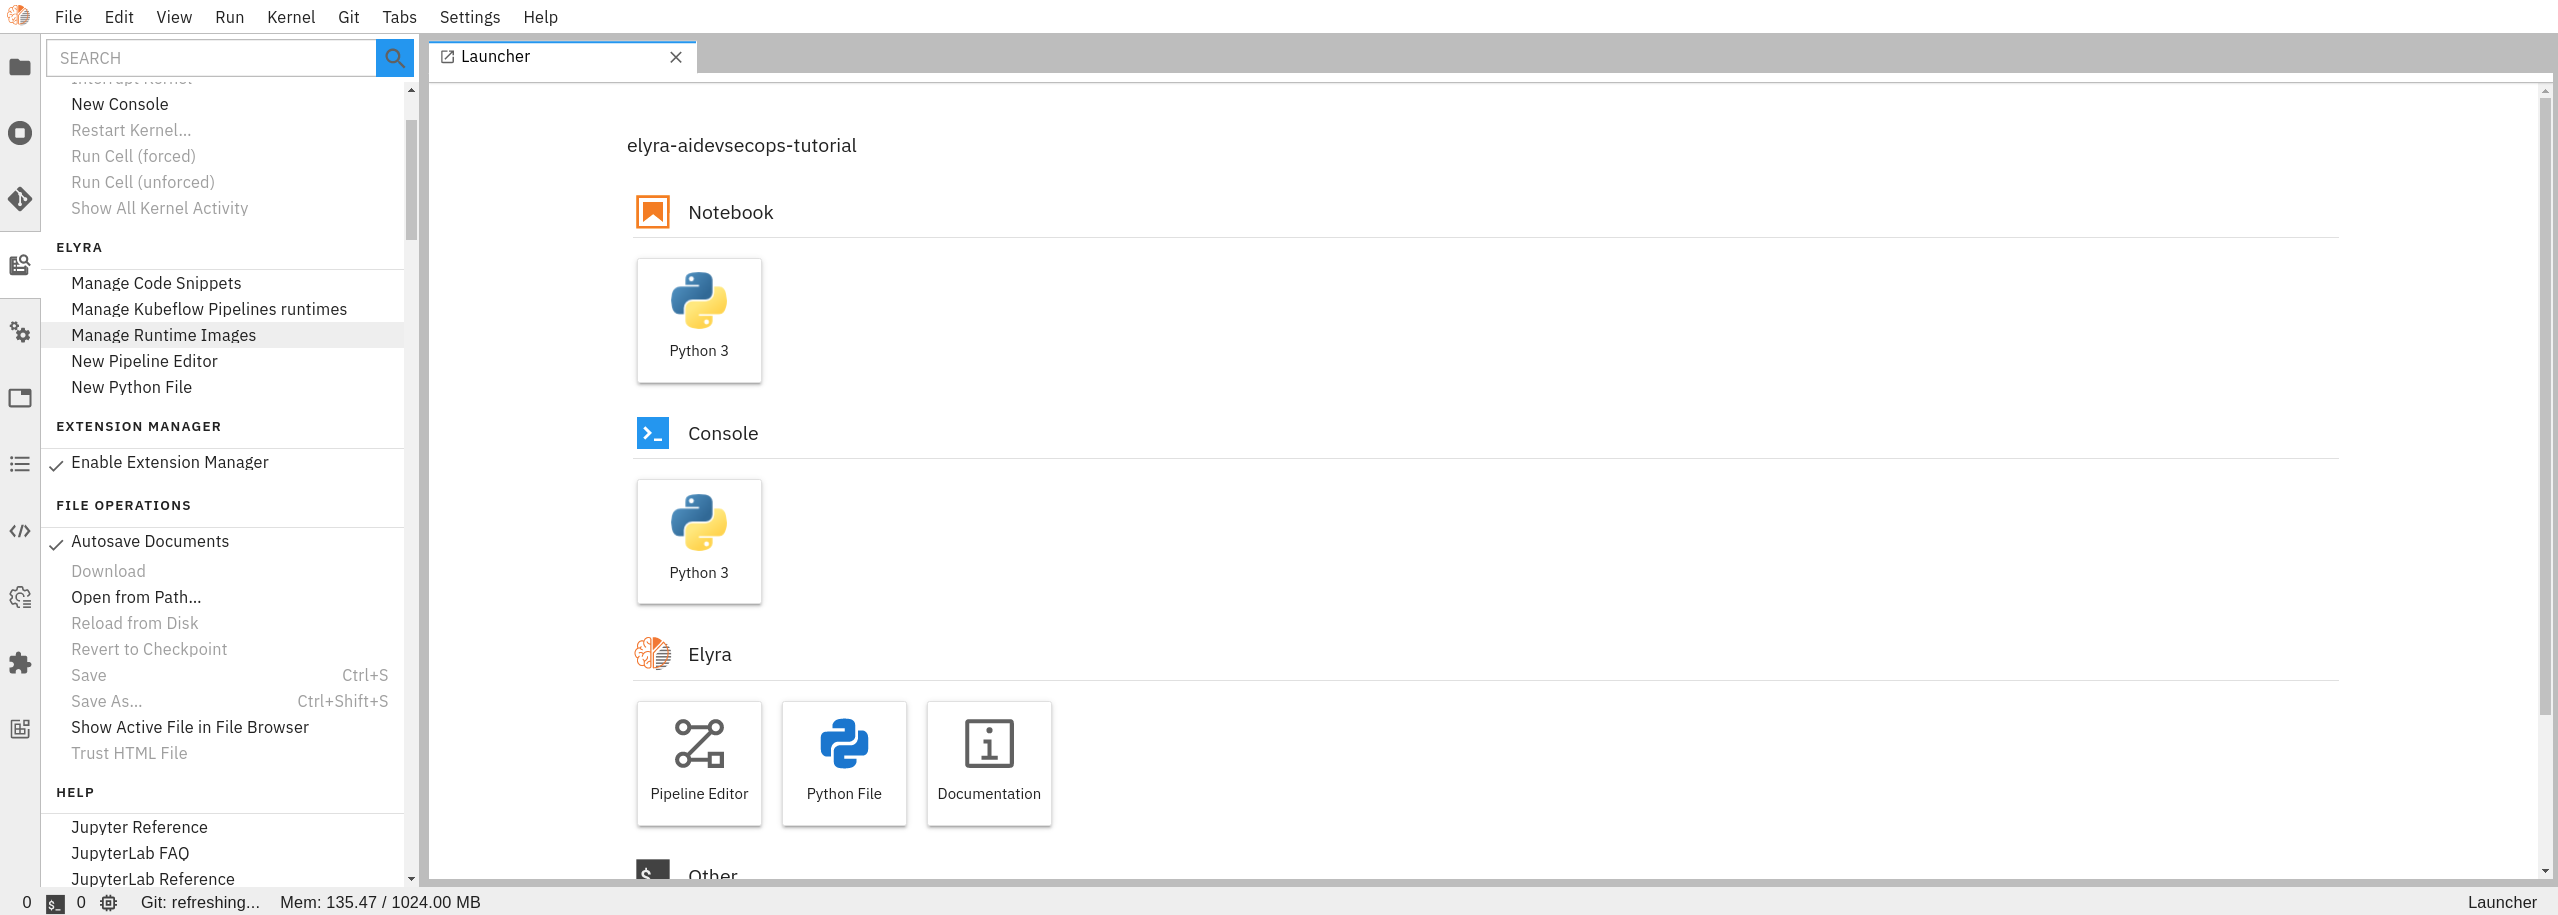 File Edit View Run Kernel Git Tabs Settings Help
SEARCH
Interrupt Kernel
New Console
Restart Kernel...
Run Cell (forced)
Run Cell (unforced)
Show All Kernel Activity
ELYRA
Manage Code Snippets
Manage Kubeflow Pipelines runtimes
Manage Runtime Images
New Pipeline Editor
New Python File
EXTENSION MANAGER
Enable Extension Manager
FILE OPERATIONS
Autosave Documents
Download
Open from Path...
Reload from Disk
Revert to Checkpoint
Save Ctrl+S
Save As... Ctrl+Shift+S
Show Active File in File Browser
Trust HTML File
HELP
Jupyter Reference
JupyterLab FAQ
JupyterLab Reference
Launcher
elyra-aidevsecops-tutorial
Notebook
Python 3
Console
Python 3
Elyra
Pipeline Editor Python File Documentation
Other
0 $_ 0 Git: refreshing... Mem: 135.47 / 1024.00 MB Launcher